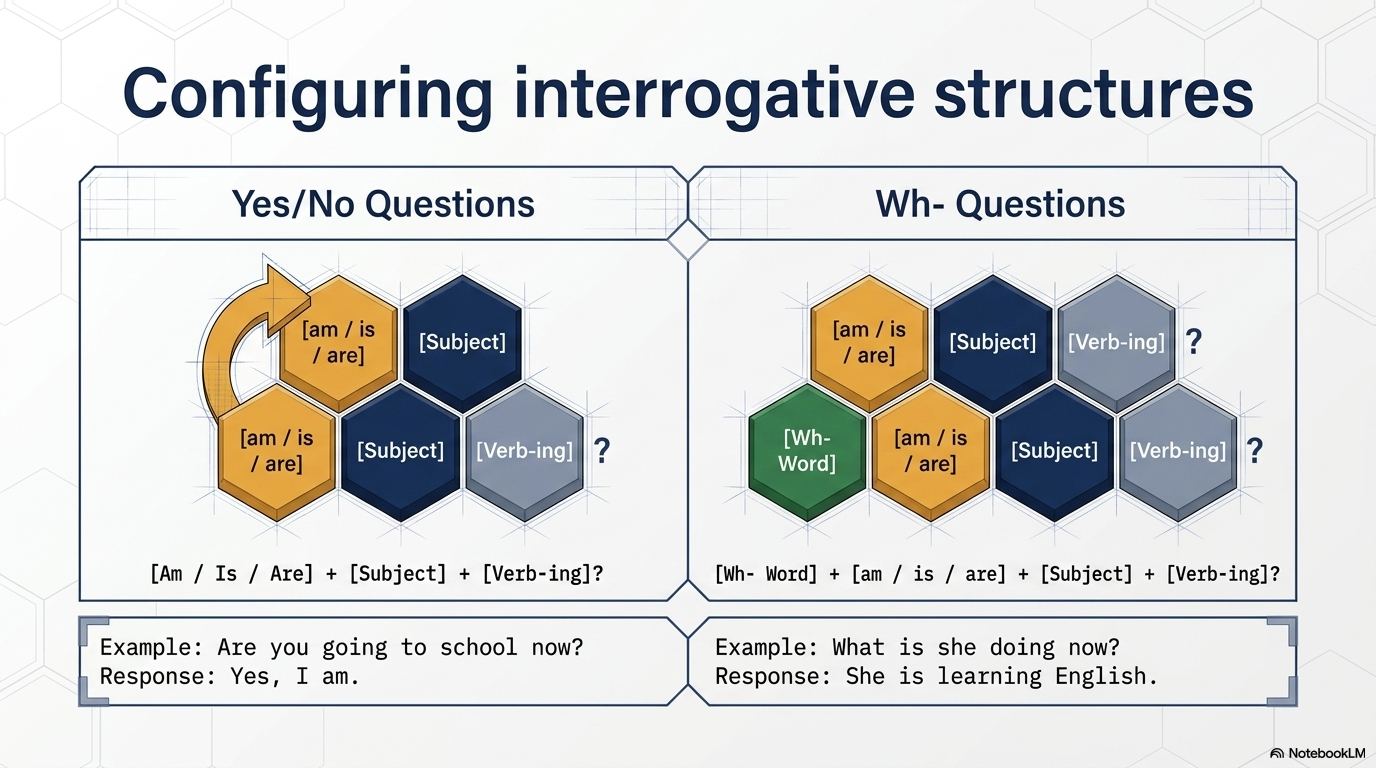 Configuring interrogative structures
Yes/No Questions
[am / is
/ are]
[Subject]
[am / is
/ are]
[Subject]
[Verb-ing]
?
[Am / Is / Are] + [Subject] + [Verb-ing]?
Example: Are you going to school now?
Response: Yes, I am.
Wh- Questions
[am / is
/ are]
[Subject]
[Verb-ing]
?
[Wh-
Word]
[am / is
/ are]
[Subject]
[Verb-ing]
?
[Wh- Word] + [am / is / are] + [Subject] + [Verb-ing]?
Example: What is she doing now?
Response: She is learning English.
NotebookLM